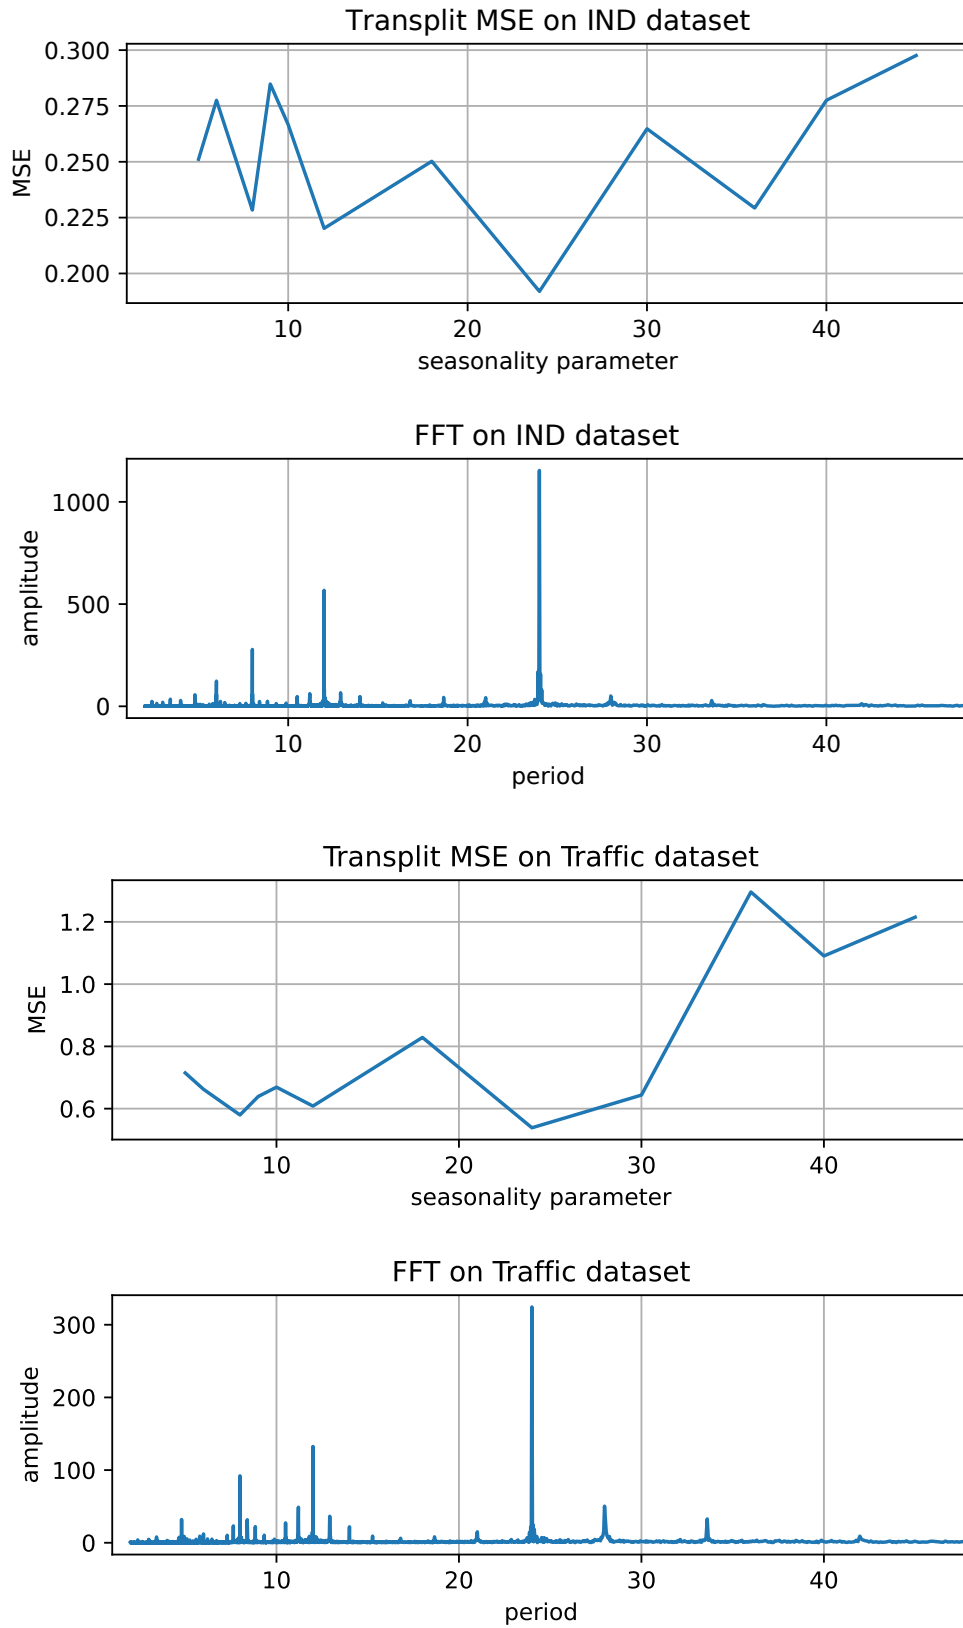 Transplit MSE on IND dataset
0.300
0.275
0.250
0.225
0.200
MSE
10 20 30 40
seasonality parameter
FFT on IND dataset
1000
500
0
amplitude
10 20 30 40
period
Transplit MSE on Traffic dataset
1.2
1.0
0.8
0.6
MSE
10 20 30 40
seasonality parameter
FFT on Traffic dataset
300
200
100
0
amplitude
10 20 30 40
period